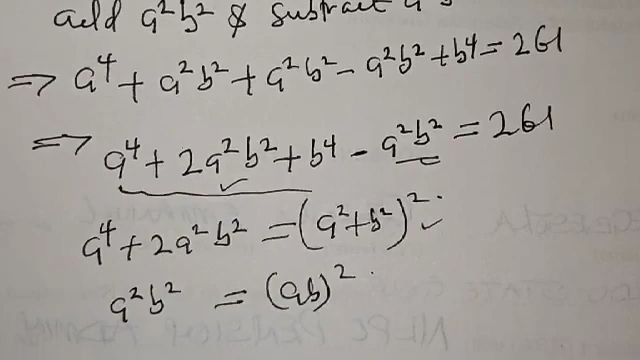 add a²b² & subtract
⇒ a⁴ + a²b² + a²b² - a²b² + b⁴ = 261
⇒ a⁴ + 2a²b² + b⁴ - a²b² = 261
a⁴ + 2a²b² = (a² + b²)²
a²b² = (ab)²